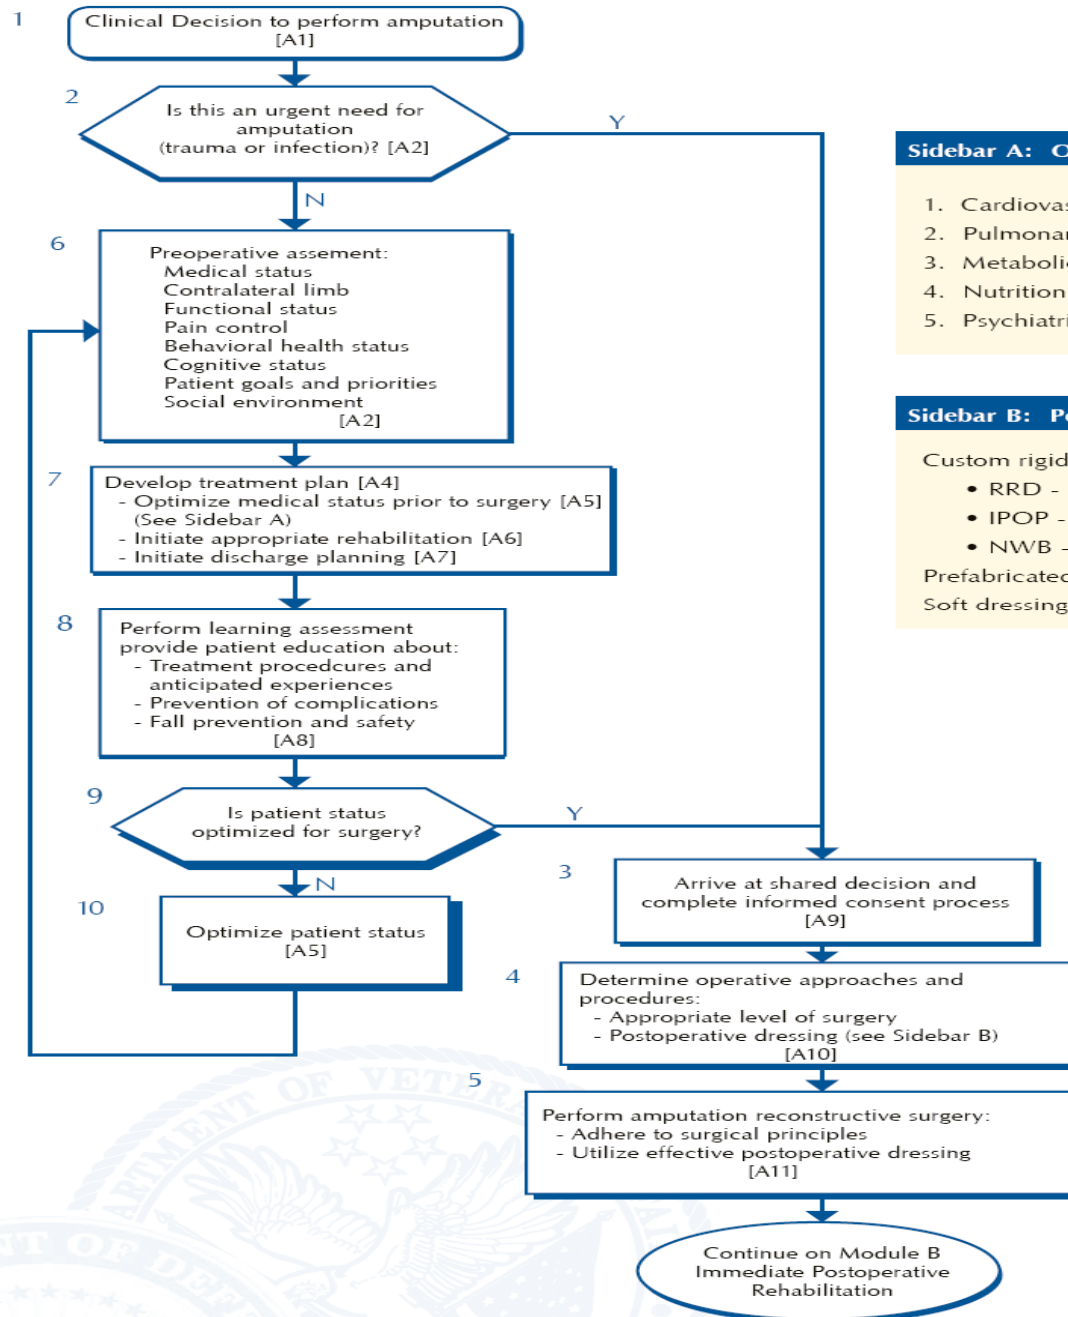 1
Clinical Decision to perform amputation
[A1]
2
Is this an urgent need for
amputation
(trauma or infection)? [A2]
Y
N
6
Preoperative assement:
Medical status
Contralateral limb
Functional status
Pain control
Behavioral health status
Cognitive status
Patient goals and priorities
Social environment
[A2]
7
Develop treatment plan [A4]
- Optimize medical status prior to surgery [A5]
(See Sidebar A)
- Initiate appropriate rehabilitation [A6]
- Initiate discharge planning [A7]
8
Perform learning assessment
provide patient education about:
- Treatment procedcures and
anticipated experiences
- Prevention of complications
- Fall prevention and safety
[A8]
9
Is patient status
optimized for surgery?
Y
N
10
Optimize patient status
[A5]
3
Arrive at shared decision and
complete informed consent process
[A9]
4
Determine operative approaches and
procedures:
- Appropriate level of surgery
- Postoperative dressing (see Sidebar B)
[A10]
5
Perform amputation reconstructive surgery:
- Adhere to surgical principles
- Utilize effective postoperative dressing
[A11]
Continue on Module B
Immediate Postoperative
Rehabilitation
Sidebar A: O
1. Cardiovas
2. Pulmonar
3. Metabolic
4. Nutrition
5. Psychiatri
Sidebar B: Po
Custom rigid
• RRD -
• IPOP -
• NWB -
Prefabricated
Soft dressing